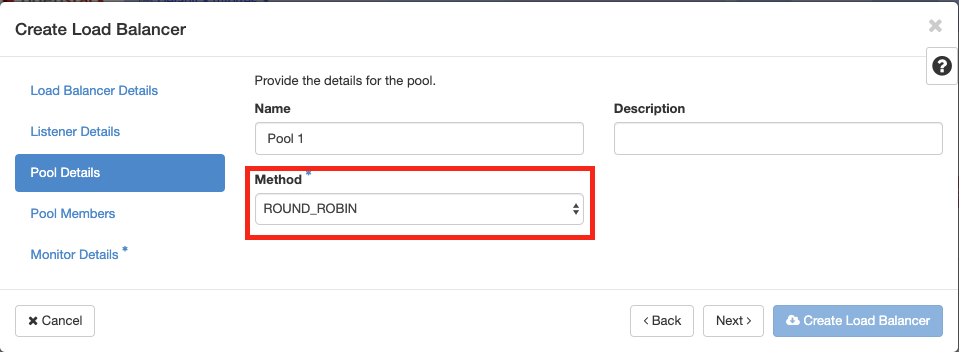 Create Load Balancer
Load Balancer Details
Listener Details
Pool Details
Pool Members
Monitor Details *
Provide the details for the pool.
Name
Pool 1
Description
Method *
ROUND_ROBIN
Cancel
Back
Next
Create Load Balancer